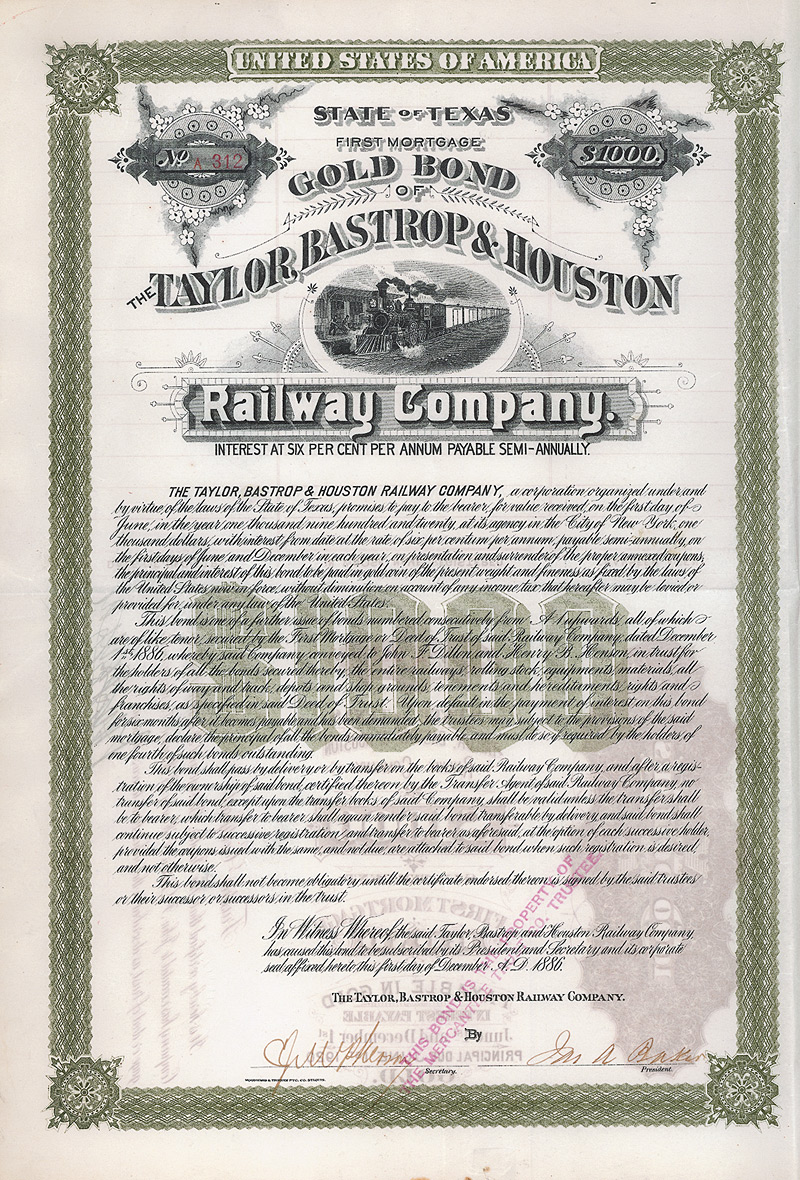 UNITED STATES OF AMERICA
STATE OF TEXAS
FIRST MORTGAGE
No A 312
$1000.
GOLD BOND
OF
THE TAYLOR, BASTROP & HOUSTON
Railway Company.
INTEREST AT SIX PER CENT PER ANNUM PAYABLE SEMI-ANNUALLY.
THE TAYLOR, BASTROP & HOUSTON RAILWAY COMPANY, a corporation organized under and
by virtue of the laws of the State of Texas, promises to pay to the bearer, for value received, on the first day of
June, in the year one thousand nine hundred and twenty, at its agency in the City of New York, one
thousand dollars, with interest from date at the rate of six per centum per annum, payable semi-annually, on
the first days of June and December in each year, on presentation and surrender of the proper annexed coupons,
the principal and interest of this bond to be paid in gold coin of the present weight and fineness as fixed by the laws of
the United States now in force, without diminution on account of any income tax that hereafter may be levied or
provided for, under any law of the United States.
This bond is one of a further issue of bonds numbered consecutively from A 1 upwards, all of which
are of like tenor, secured by the First Mortgage or Deed of Trust of said Railway Company, dated December
1st 1886, whereby said Company conveyed to John F. Dillon and Henry B. Henson, in trust for
the holders of all the bonds secured thereby, the entire railways, rolling stock, equipments, materials, all
the rights of way and track, depots and shop grounds, tenements and hereditaments, rights and
franchises, as specified in said Deed of Trust. Upon default in the payment of interest on this bond
for six months after it becomes payable and has been demanded, the trustees may subject to the provisions of the said
mortgage, declare the principal of all the bonds immediately payable, and must do so if required by the holders of
one fourth of such bonds outstanding.
This bond shall pass by delivery or by transfer on the books of said Railway Company, and after a regis-
tration of the ownership of said bond, certified thereon by the Transfer Agent of said Railway Company, no
transfer of said bond, except upon the transfer books of said Company shall be valid unless the transfer shall
be to bearer, which transfer to bearer shall again render said bond transferable by delivery, and said bond shall
continue subject to successive registration and transfer to bearer as aforesaid, at the option of each successive holder,
provided the coupons issued with the same, and not due, are attached to said bond when such registration is desired,
and not otherwise.
This bond shall not become obligatory untill the certificate endorsed thereon is signed by the said trustees
or their successor or successors in the trust.
In Witness Whereof, the said Taylor, Bastrop and Houston Railway Company,
has caused this bond to be subscribed by its President and Secretary and its corporate
seal affixed hereto, this first day of December A. D. 1886.
THE TAYLOR, BASTROP & HOUSTON RAILWAY COMPANY.
By
Jas A Baker
Secretary.
President.
THIS BOND IS THE PROPERTY OF
THE MERCANTILE TRUST CO. TRUSTEE.